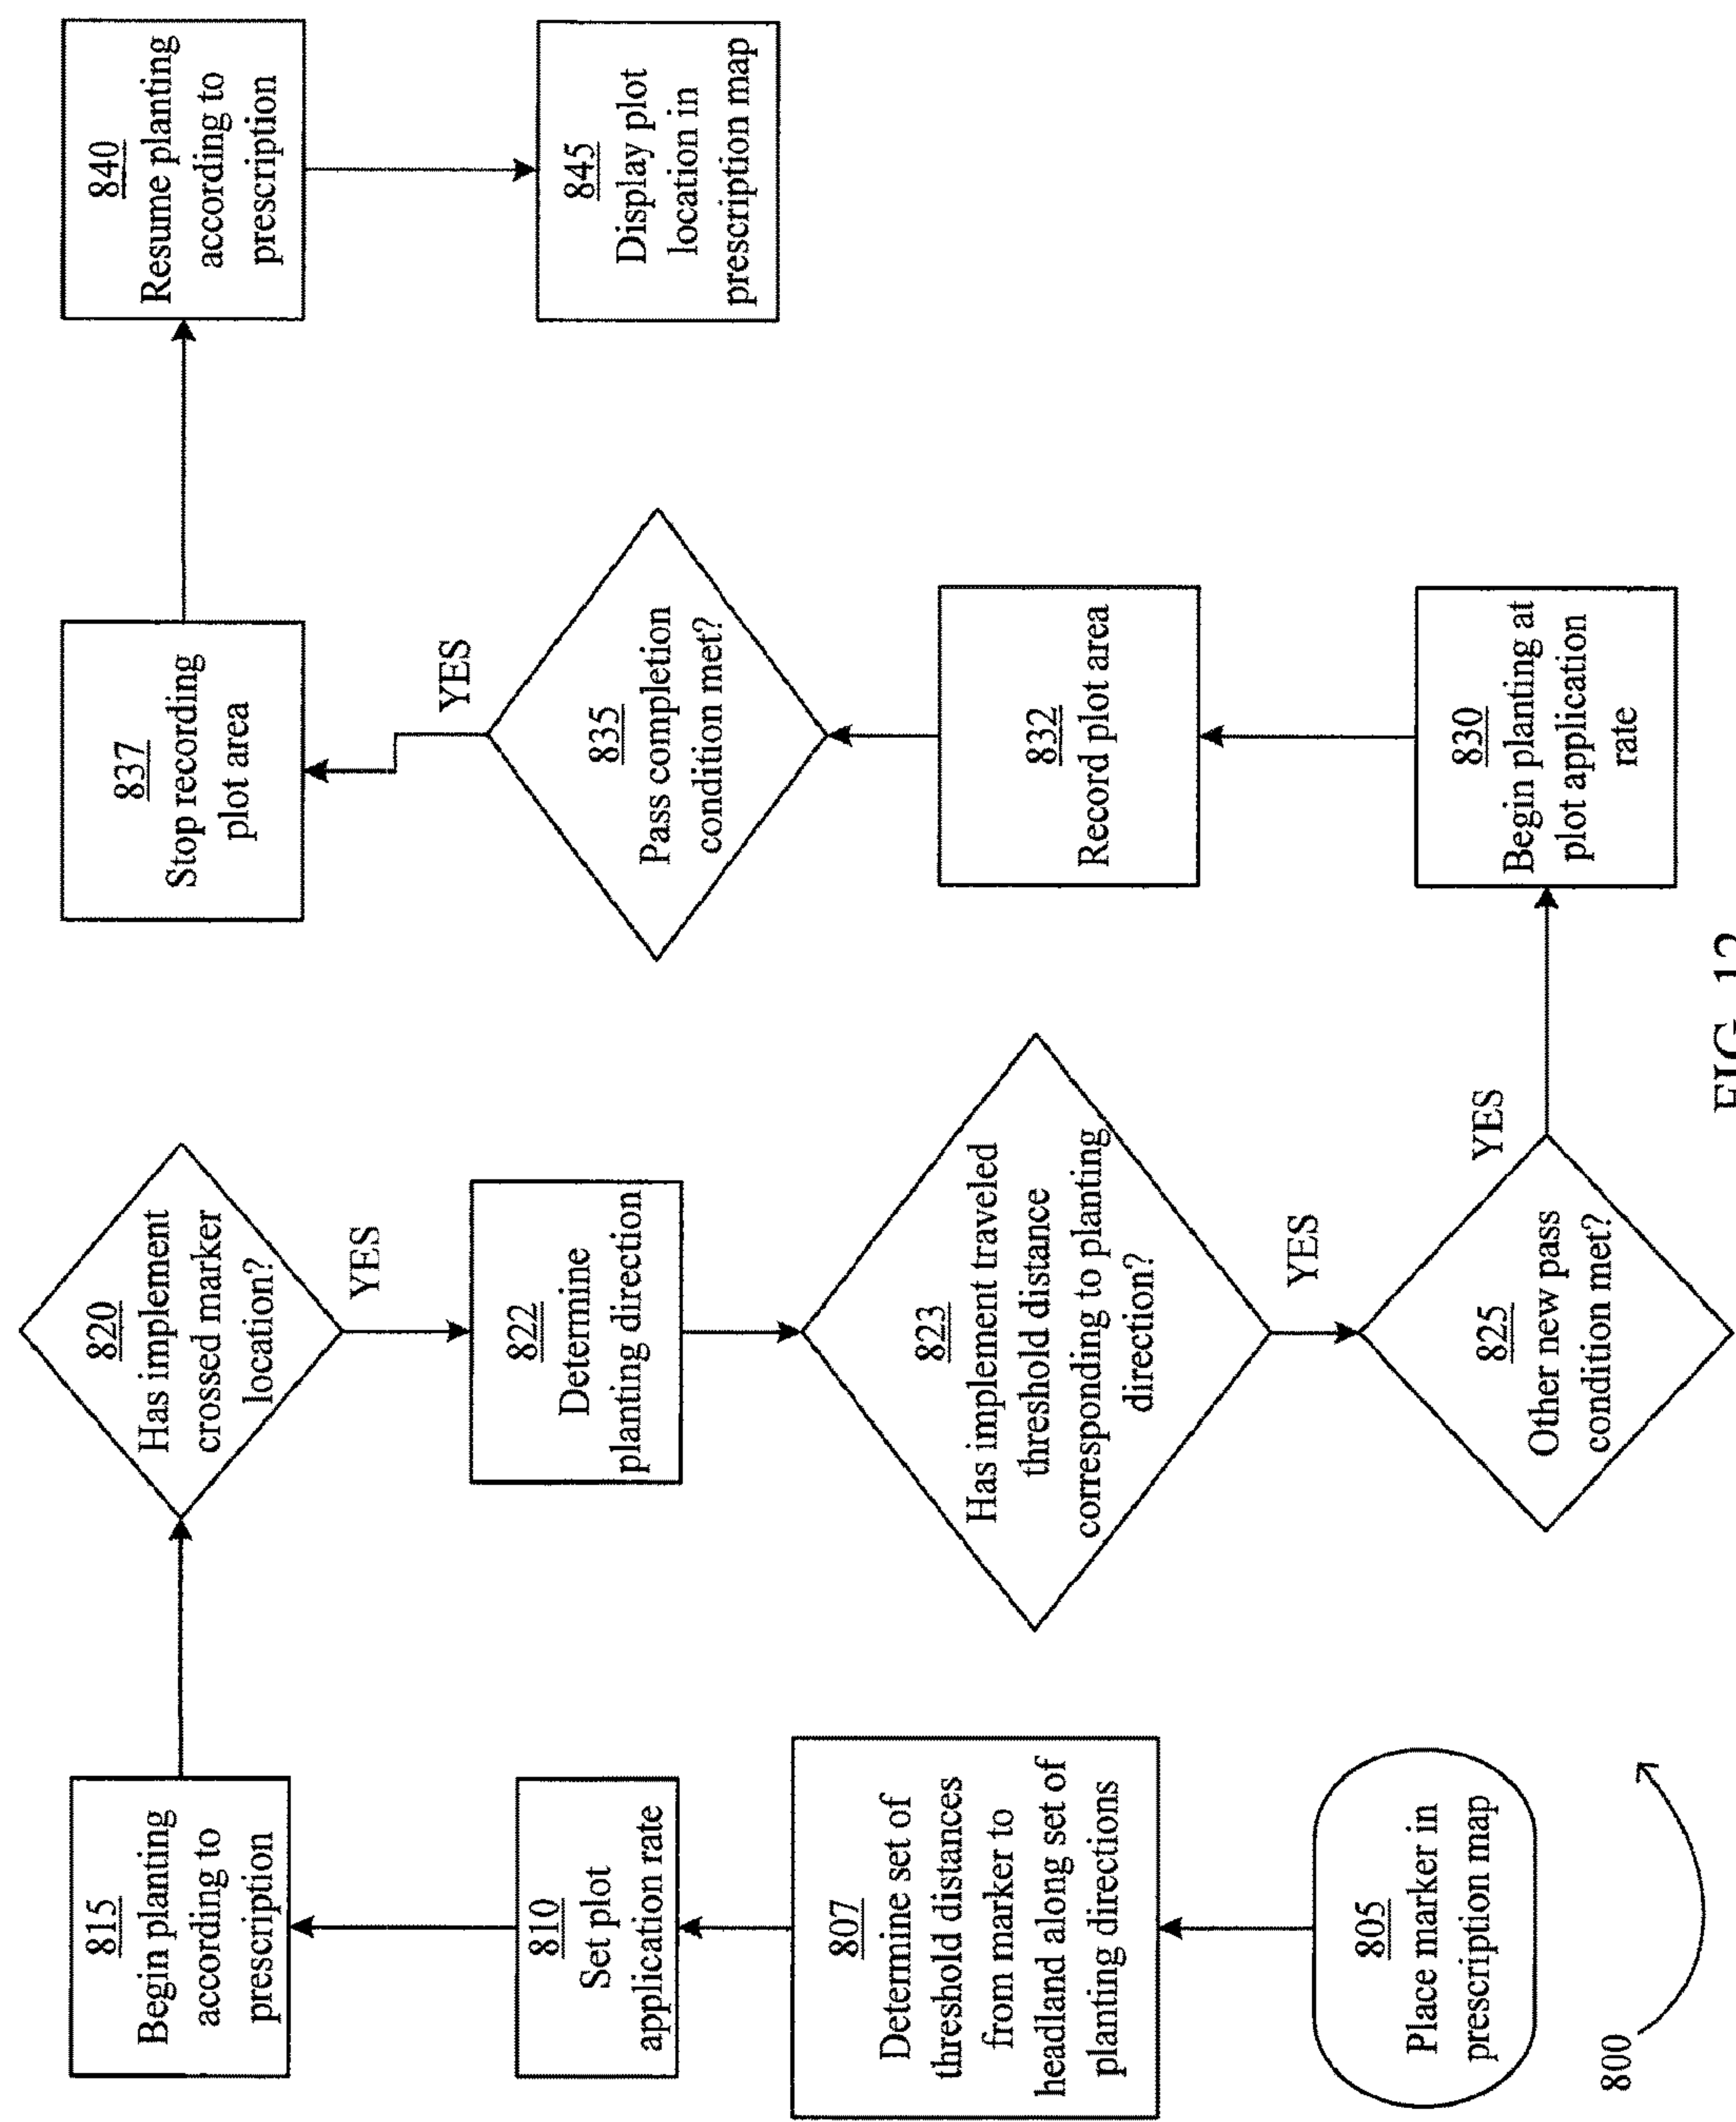 805
Place marker in
prescription map
807
Determine set of
threshold distances
from marker to
headland along set of
planting directions
810
Set plot
application rate
815
Begin planting
according to
prescription
820
Has implement
crossed marker
location?
YES
822
Determine
planting direction
823
Has implement traveled
threshold distance
corresponding to planting
direction?
YES
825
Other new pass
condition met?
YES
830
Begin planting at
plot application
rate
832
Record plot area
835
Pass completion
condition met?
YES
837
Stop recording
plot area
840
Resume planting
according to
prescription
845
Display plot
location in
prescription map
800
FIG. 12